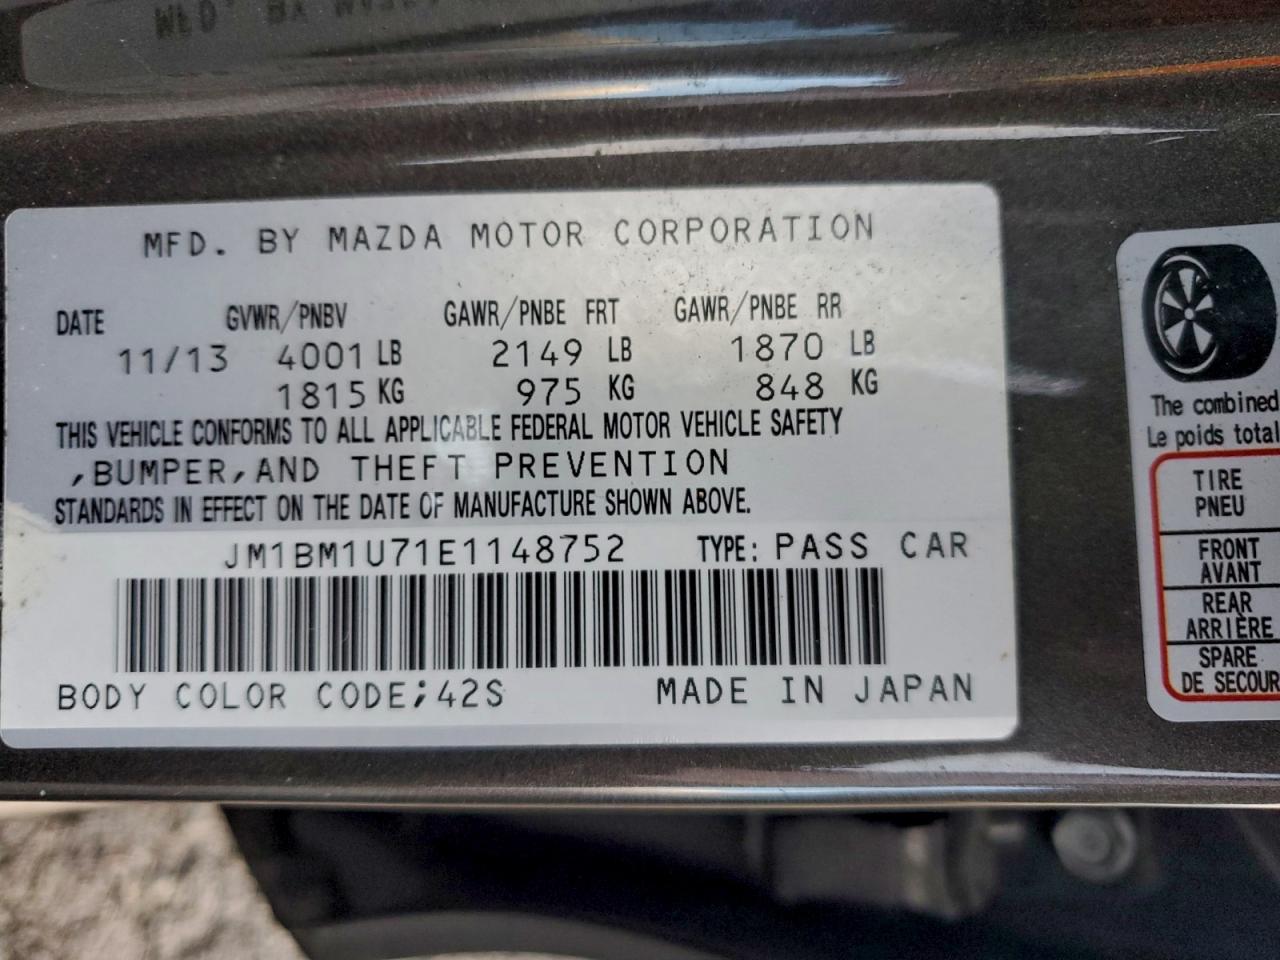 MFD. BY MAZDA MOTOR CORPORATION
DATE GVWR/PNBV GAWR/PNBE FRT GAWR/PNBE RR
11/13 4001 LB 2149 LB 1870 LB
1815 KG 975 KG 848 KG
THIS VEHICLE CONFORMS TO ALL APPLICABLE FEDERAL MOTOR VEHICLE SAFETY
,BUMPER,AND THEFT PREVENTION
STANDARDS IN EFFECT ON THE DATE OF MANUFACTURE SHOWN ABOVE.
JM1BM1U71E1148752 TYPE: PASS CAR
BODY COLOR CODE;42S MADE IN JAPAN
The combined
Le poids total
TIRE
PNEU
FRONT
AVANT
REAR
ARRIÈRE
SPARE
DE SECOUR